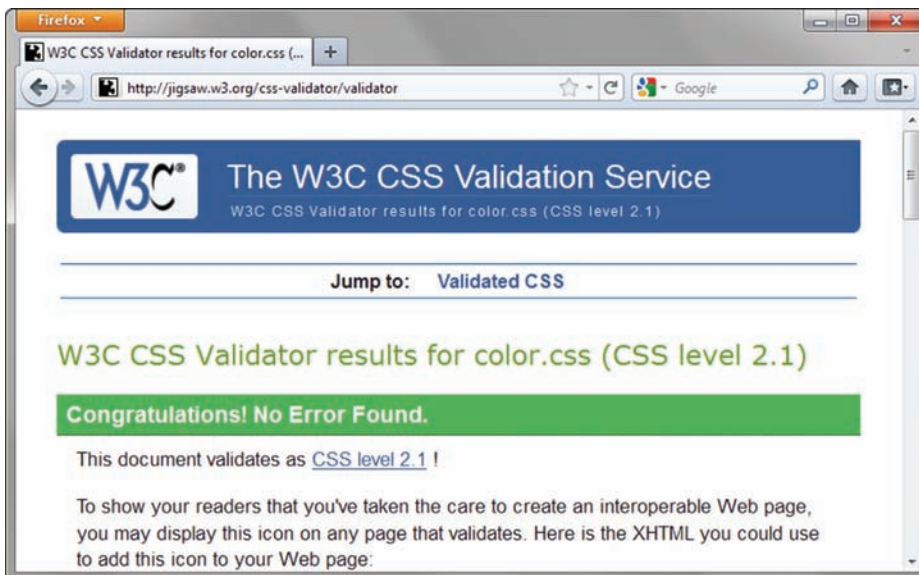 Firefox
W3C CSS Validator results for color.css (...
http://jigsaw.w3.org/css-validator/validator
Google
W3C®
The W3C CSS Validation Service
W3C CSS Validator results for color.css (CSS level 2.1)
Jump to: Validated CSS
W3C CSS Validator results for color.css (CSS level 2.1)
Congratulations! No Error Found.
This document validates as CSS level 2.1 !
To show your readers that you've taken the care to create an interoperable Web page,
you may display this icon on any page that validates. Here is the XHTML you could use
to add this icon to your Web page: